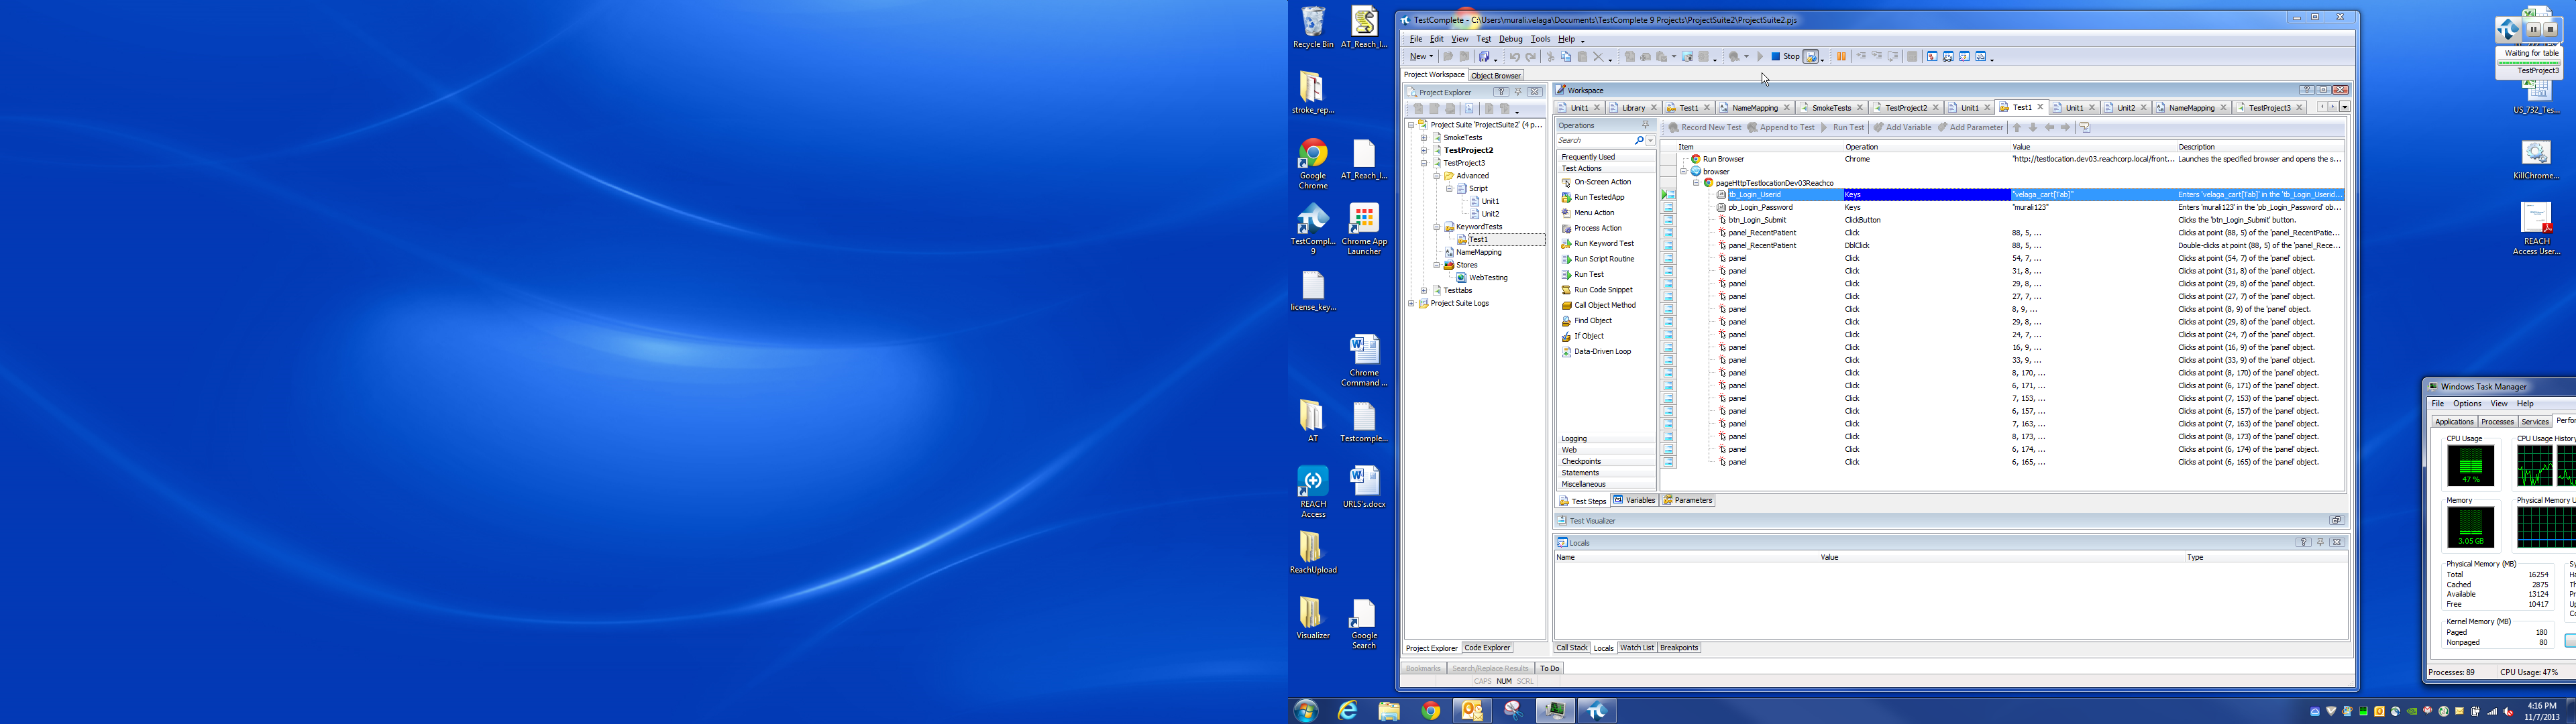 Recycle Bin
AT_Reach_I...
stroke_rep...
Google Chrome
AT_Reach_I...
TestCompl... 9
Chrome App Launcher
license_key...
Chrome Command ...
AT
Testcomple...
REACH Access
URLS's.docx
ReachUpload
Visualizer
Google Search
TestComplete - C:\Users\murali.velaga\Documents\TestComplete 9 Projects\ProjectSuite2\ProjectSuite2.pjs
File Edit View Test Debug Tools Help
New Stop
Project Workspace Object Browser
Project Explorer
Project Suite 'ProjectSuite2' (4 p...
SmokeTests
TestProject2
TestProject3
Advanced
Script
Unit1
Unit2
KeywordTests
Test1
NameMapping
Stores
WebTesting
Testtabs
Project Suite Logs
Project Explorer Code Explorer
Workspace
Unit1 Library Test1 NameMapping SmokeTests TestProject2 Unit1 Test1 Unit1 Unit2 NameMapping TestProject3
Operations
Search
Frequently Used
Test Actions
On-Screen Action
Run TestedApp
Menu Action
Process Action
Run Keyword Test
Run Script Routine
Run Test
Run Code Snippet
Call Object Method
Find Object
If Object
Data-Driven Loop
Logging
Web
Checkpoints
Statements
Miscellaneous
Record New Test Append to Test Run Test Add Variable Add Parameter
Item Operation Value Description
Run Browser Chrome "http://testlocation.dev03.reachcorp.local/front... Launches the specified browser and opens the s...
browser
pageHttpTestlocationDev03Reachco
tb_Login_Userid Keys "velaga_cart[Tab]" Enters 'velaga_cart[Tab]' in the 'tb_Login_Userid...
pb_Login_Password Keys "murali123" Enters 'murali123' in the 'pb_Login_Password' ob...
btn_Login_Submit ClickButton Clicks the 'btn_Login_Submit' button.
panel_RecentPatient Click 88, 5, ... Clicks at point (88, 5) of the 'panel_RecentPatie...
panel_RecentPatient DblClick 88, 5, ... Double-clicks at point (88, 5) of the 'panel_Rece...
panel Click 54, 7, ... Clicks at point (54, 7) of the 'panel' object.
panel Click 31, 8, ... Clicks at point (31, 8) of the 'panel' object.
panel Click 29, 8, ... Clicks at point (29, 8) of the 'panel' object.
panel Click 27, 7, ... Clicks at point (27, 7) of the 'panel' object.
panel Click 8, 9, ... Clicks at point (8, 9) of the 'panel' object.
panel Click 29, 8, ... Clicks at point (29, 8) of the 'panel' object.
panel Click 24, 7, ... Clicks at point (24, 7) of the 'panel' object.
panel Click 16, 9, ... Clicks at point (16, 9) of the 'panel' object.
panel Click 33, 9, ... Clicks at point (33, 9) of the 'panel' object.
panel Click 8, 170, ... Clicks at point (8, 170) of the 'panel' object.
panel Click 6, 171, ... Clicks at point (6, 171) of the 'panel' object.
panel Click 7, 153, ... Clicks at point (7, 153) of the 'panel' object.
panel Click 6, 157, ... Clicks at point (6, 157) of the 'panel' object.
panel Click 7, 163, ... Clicks at point (7, 163) of the 'panel' object.
panel Click 8, 173, ... Clicks at point (8, 173) of the 'panel' object.
panel Click 6, 174, ... Clicks at point (6, 174) of the 'panel' object.
panel Click 6, 165, ... Clicks at point (6, 165) of the 'panel' object.
Test Steps Variables Parameters
Test Visualizer
Locals
Name Value Type
Call Stack Locals Watch List Breakpoints
Bookmarks Search/Replace Results To Do
CAPS NUM SCRL
Waiting for table
TestProject3
US_732_Tes...
KillChrome...
REACH Access User...
Windows Task Manager
File Options View Help
Applications Processes Services Perfor
CPU Usage CPU Usage History
47 %
Memory Physical Memory U
3.05 GB
Physical Memory (MB)
Total 16254
Cached 2875
Available 13124
Free 10417
Kernel Memory (MB)
Paged 180
Nonpaged 80
Processes: 89 CPU Usage: 47%
4:16 PM
11/7/2013